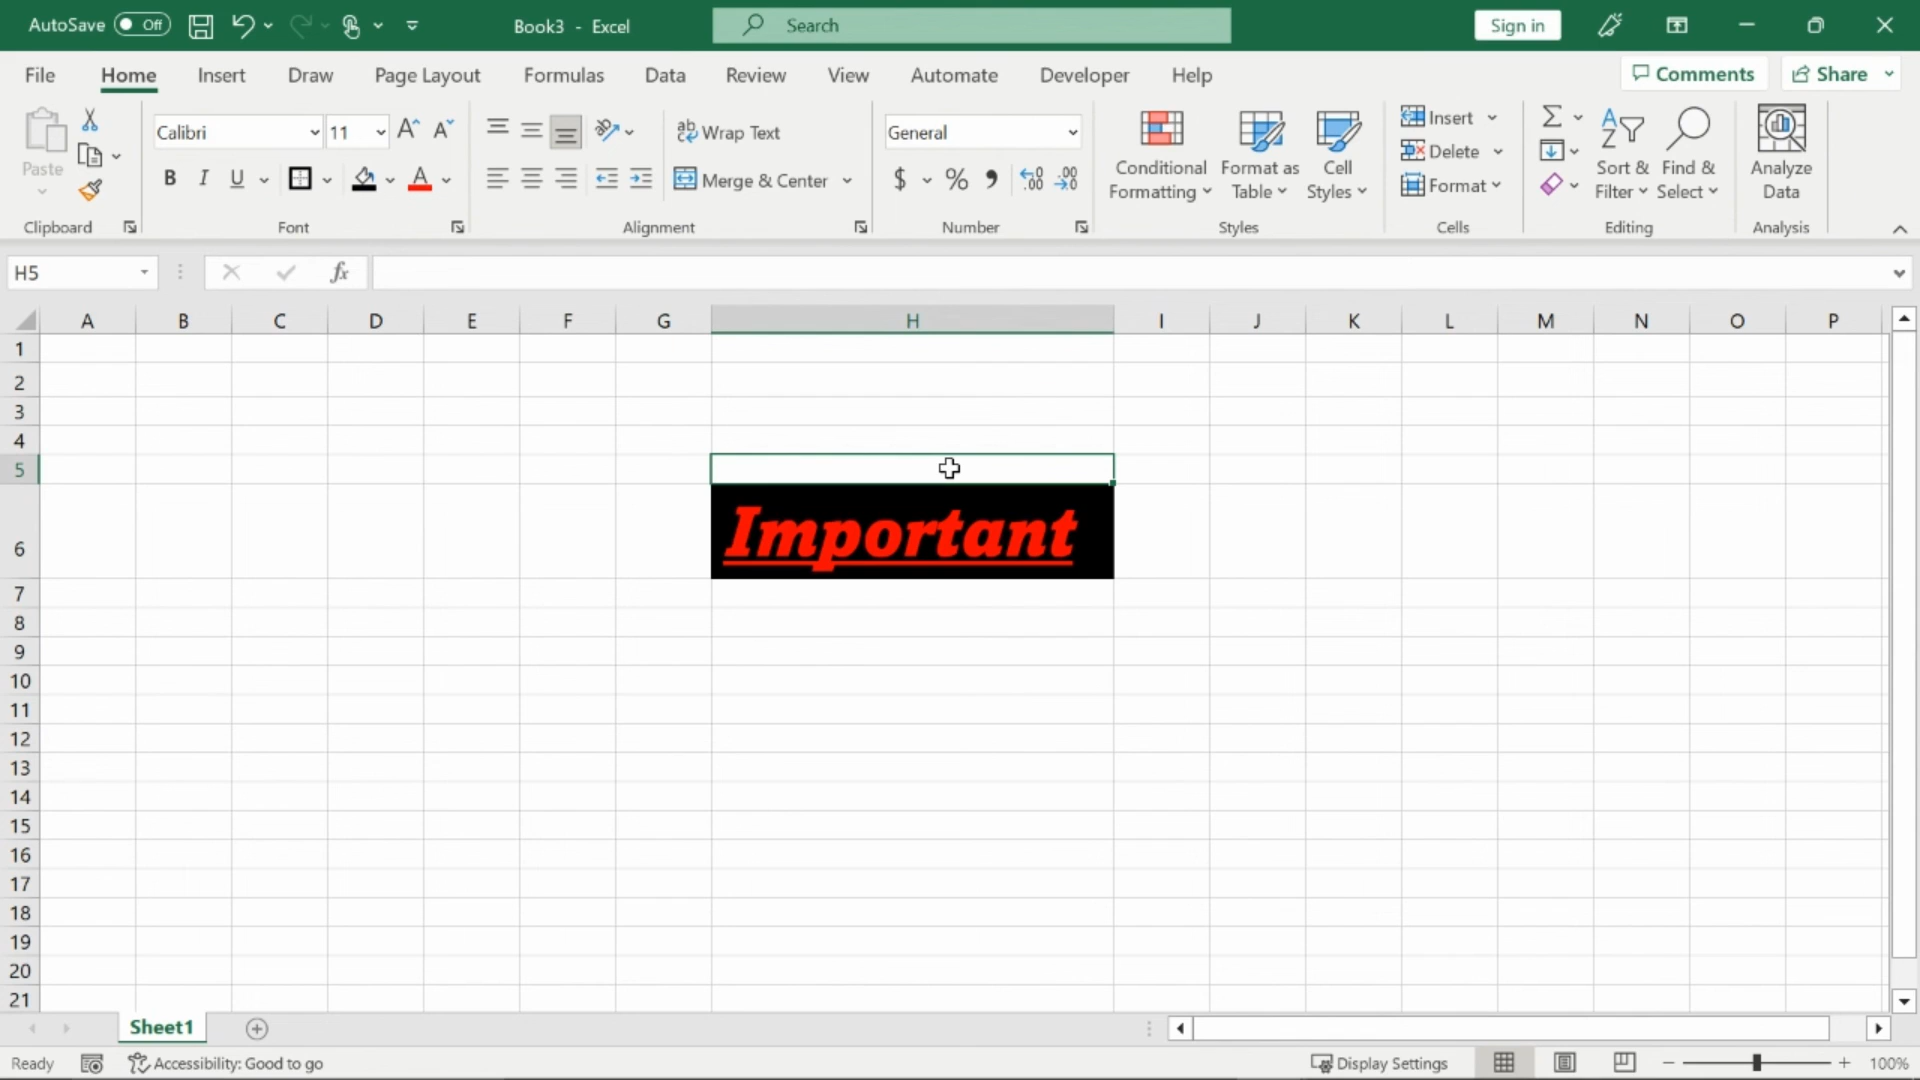 AutoSave Off Book3 - Excel Search Sign in
File Home Insert Draw Page Layout Formulas Data Review View Automate Developer Help Comments Share
Paste
Clipboard
Calibri 11
B I U A
Font
ab Wrap Text
Merge & Center
Alignment
General
$ % 9
Number
Conditional Formatting
Format as Table
Cell Styles
Styles
Insert
Delete
Format
Cells
Sort & Filter
Find & Select
Editing
Analyze Data
Analysis
H5 fx
A B C D E F G H I J K L M N O P
1
2
3
4
5
6 Important
7
8
9
10
11
12
13
14
15
16
17
18
19
20
21
Sheet1
Ready Accessibility: Good to go Display Settings 100%